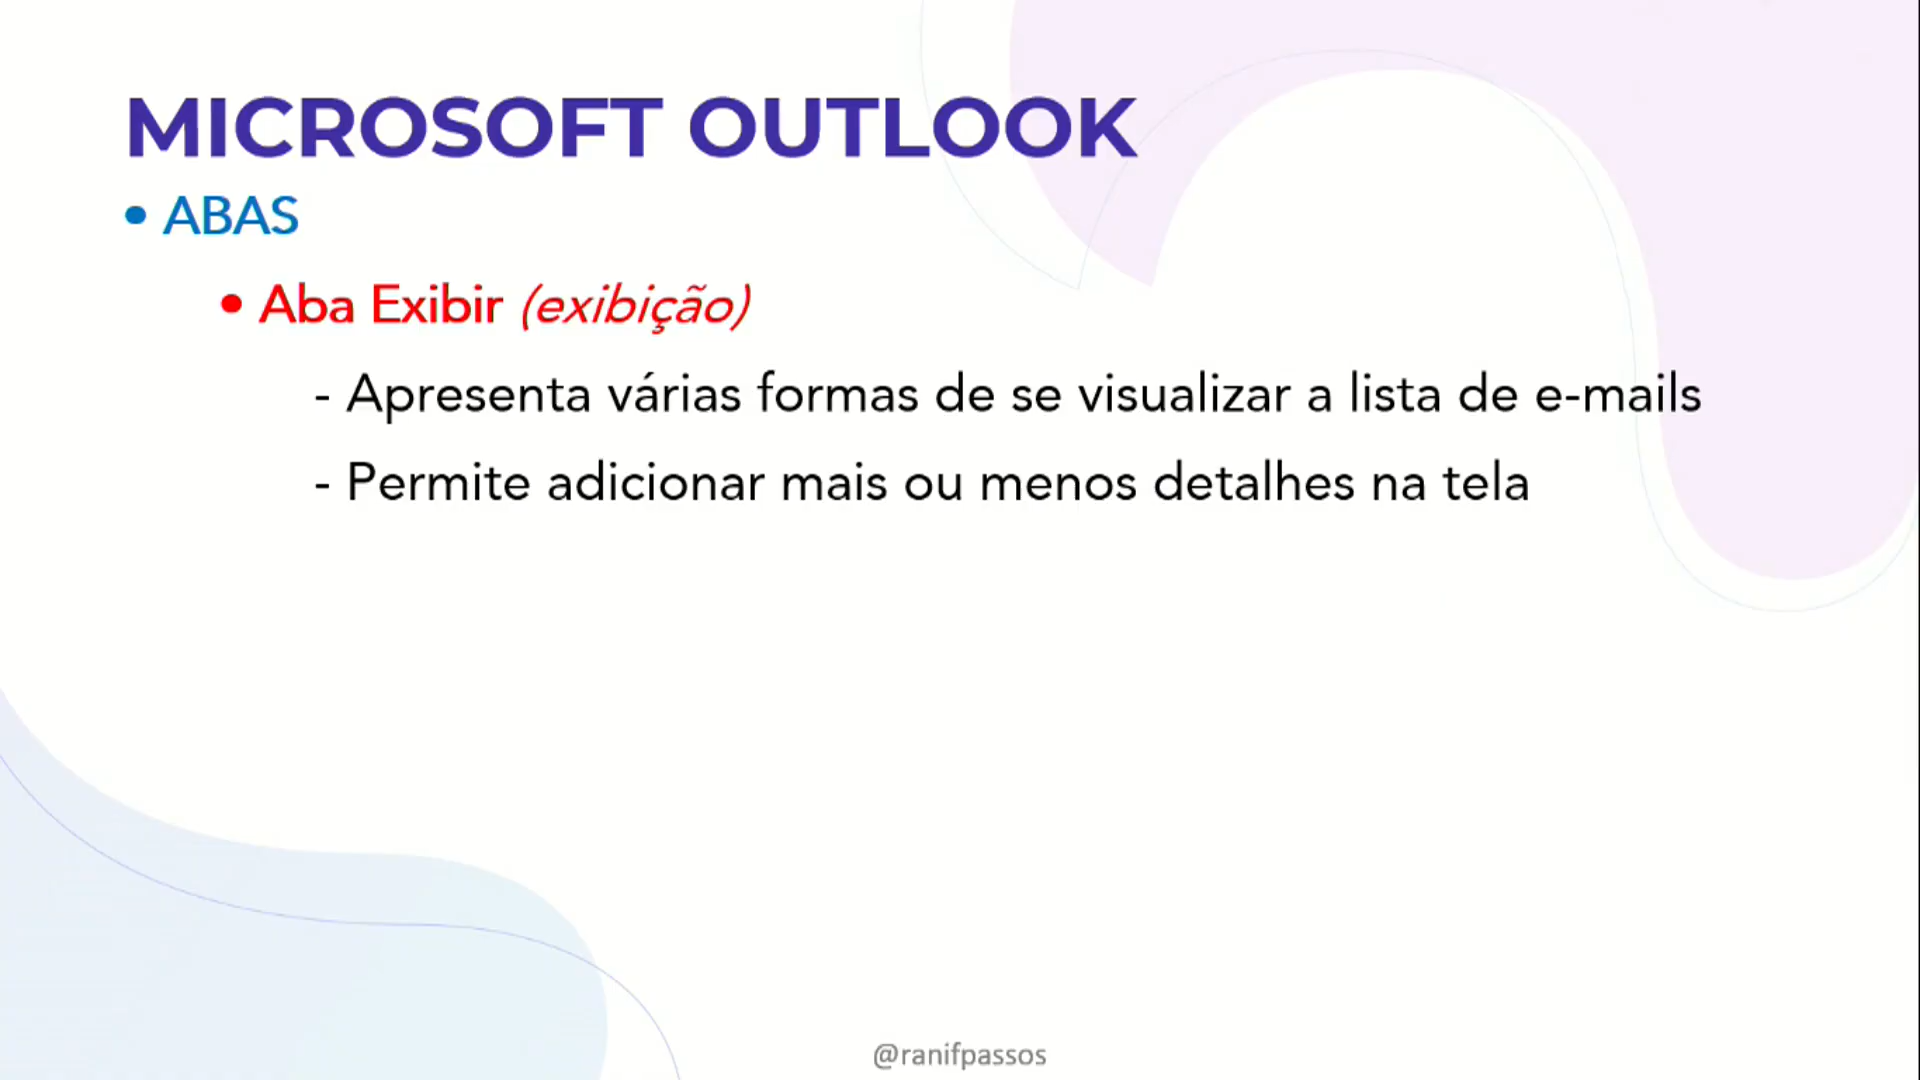 MICROSOFT OUTLOOK
• ABAS
• Aba Exibir (exibição)
- Apresenta várias formas de se visualizar a lista de e-mails
- Permite adicionar mais ou menos detalhes na tela
@ranifpassos